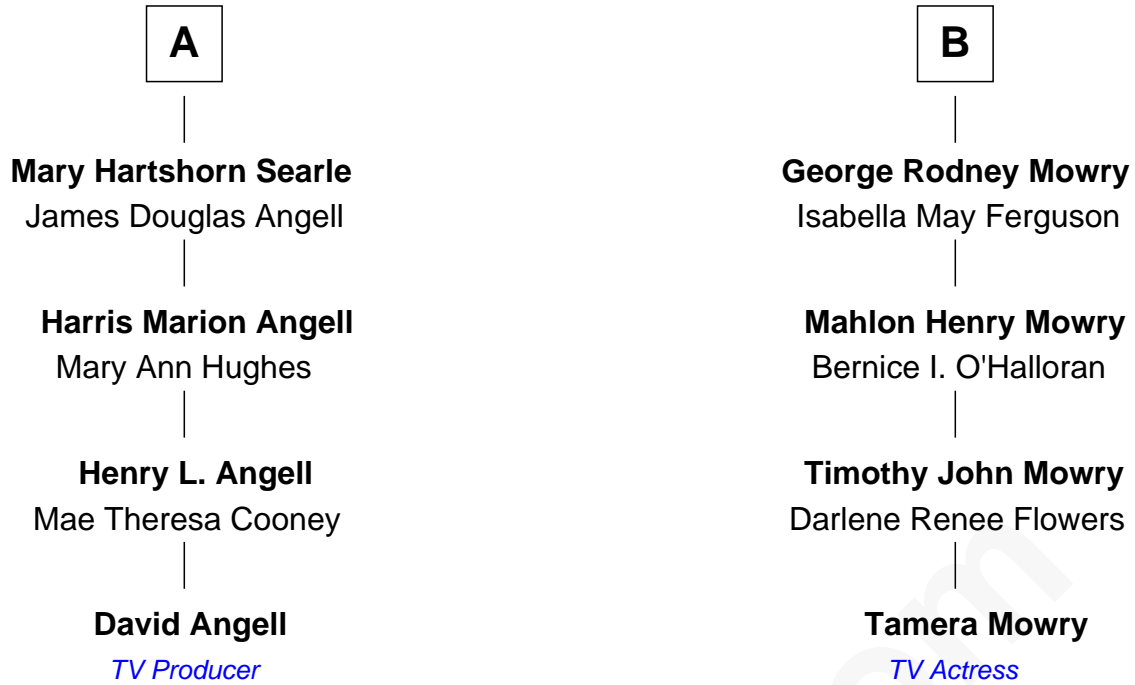 A
B
Mary Hartshorn Searle
James Douglas Angell
George Rodney Mowry
Isabella May Ferguson
Harris Marion Angell
Mary Ann Hughes
Mahlon Henry Mowry
Bernice I. O'Halloran
Henry L. Angell
Mae Theresa Cooney
Timothy John Mowry
Darlene Renee Flowers
David Angell
TV Producer
Tamera Mowry
TV Actress
om